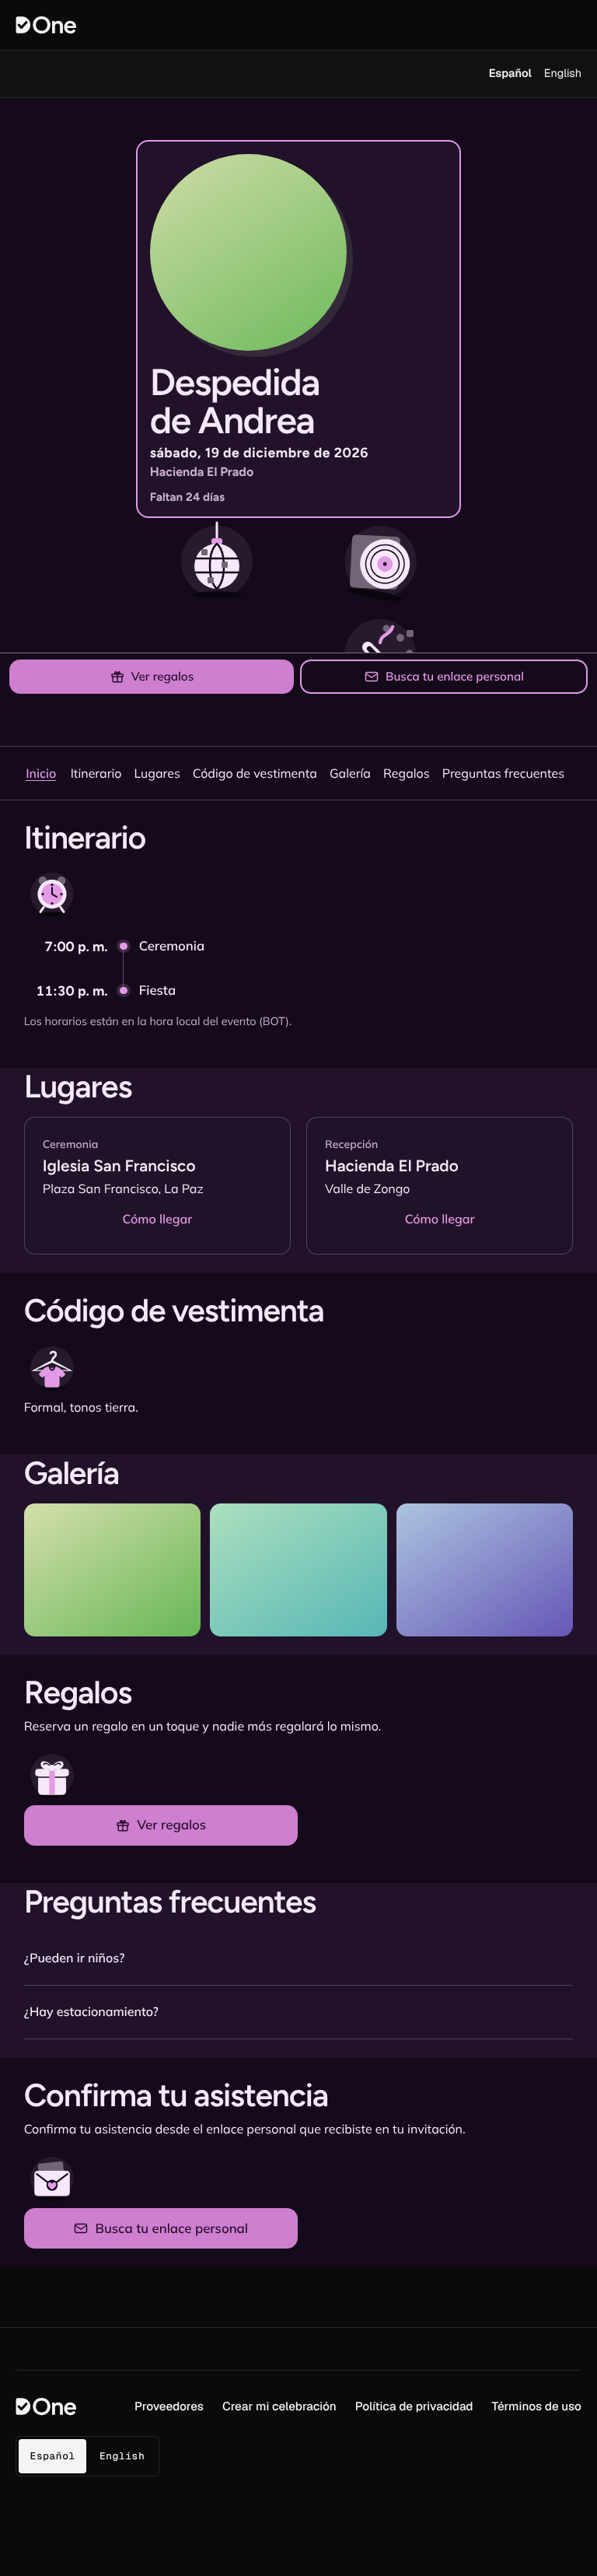 One
Español English
Despedida
de Andrea
sábado, 19 de diciembre de 2026
Hacienda El Prado
Faltan 24 días
Ver regalos
Busca tu enlace personal
Inicio Itinerario Lugares Código de vestimenta Galería Regalos Preguntas frecuentes
Itinerario
7:00 p. m. Ceremonia
11:30 p. m. Fiesta
Los horarios están en la hora local del evento (BOT).
Lugares
Ceremonia
Iglesia San Francisco
Plaza San Francisco, La Paz
Cómo llegar
Recepción
Hacienda El Prado
Valle de Zongo
Cómo llegar
Código de vestimenta
Formal, tonos tierra.
Galería
Regalos
Reserva un regalo en un toque y nadie más regalará lo mismo.
Ver regalos
Preguntas frecuentes
¿Pueden ir niños?
¿Hay estacionamiento?
Confirma tu asistencia
Confirma tu asistencia desde el enlace personal que recibiste en tu invitación.
Busca tu enlace personal
One
Proveedores Crear mi celebración Política de privacidad Términos de uso
Español English